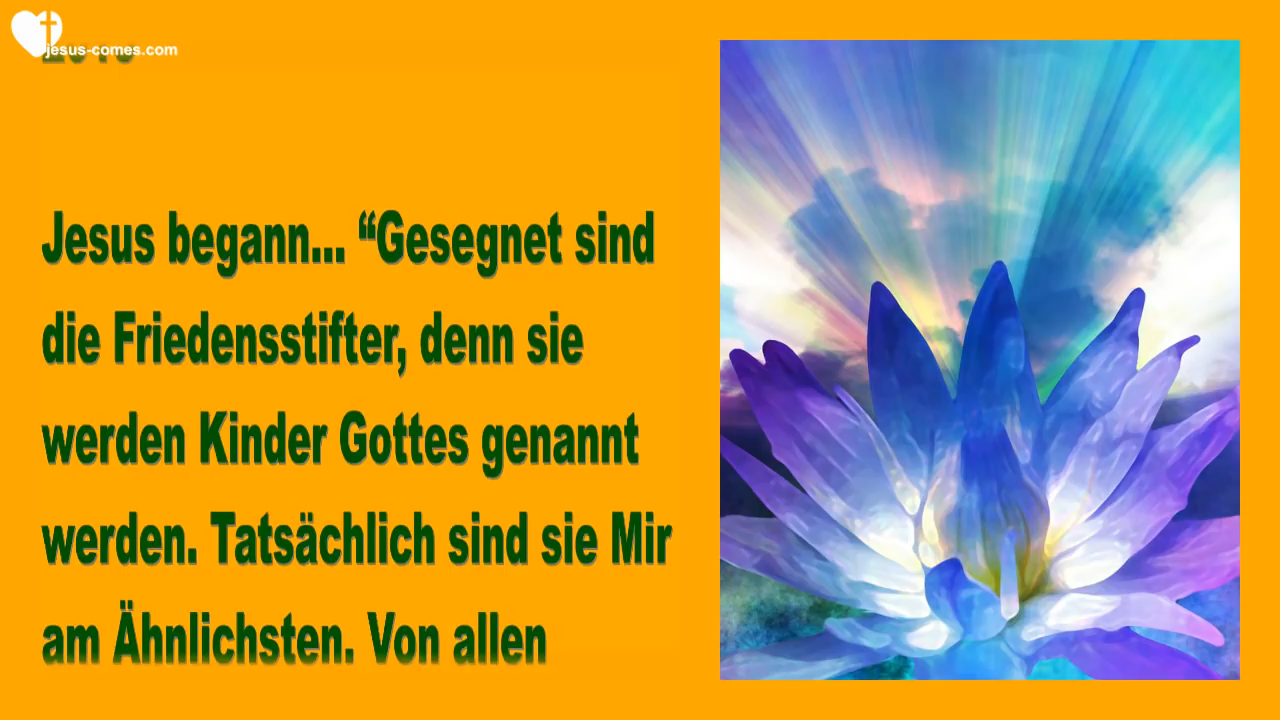 jesus-comes.com
Jesus begann... “Gesegnet sind
die Friedensstifter, denn sie
werden Kinder Gottes genannt
werden. Tatsächlich sind sie Mir
am Ähnlichsten. Von allen